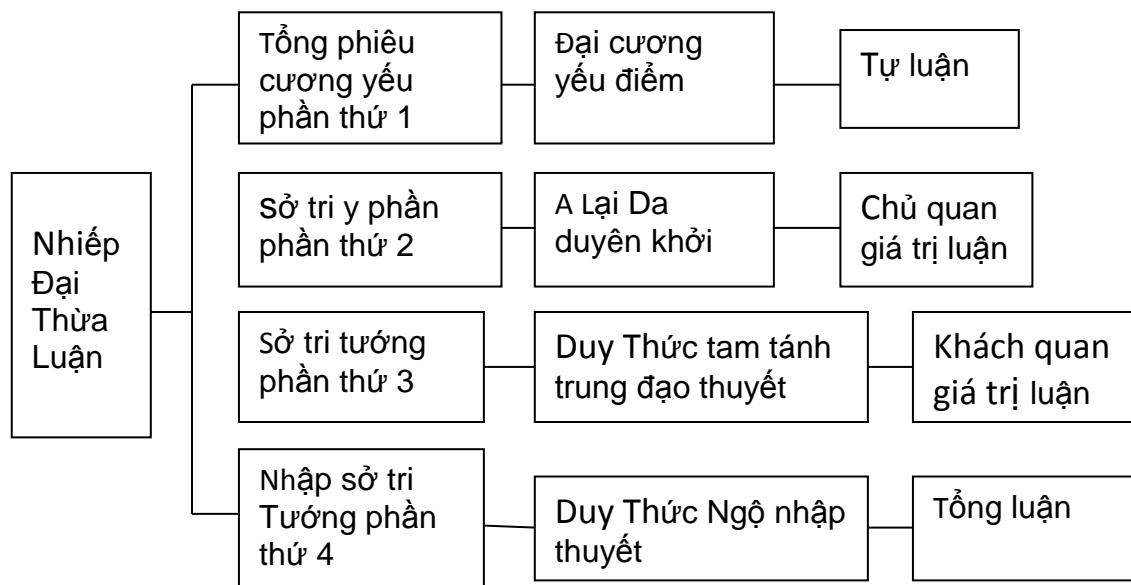 Tổng phiêu
cương yếu
phần thứ 1
Đại cương
yếu điểm
Tự luận
Nhiếp
Đại
Thừa
Luận
Sở tri y phần
phần thứ 2
A Lại Da
duyên khởi
Chủ quan
giá trị luận
Sở tri tướng
phần thứ 3
Duy Thức tam tánh
trung đạo thuyết
Khách quan
giá trị luận
Nhập sở tri
Tướng phần
thứ 4
Duy Thức Ngộ nhập
thuyết
Tổng luận